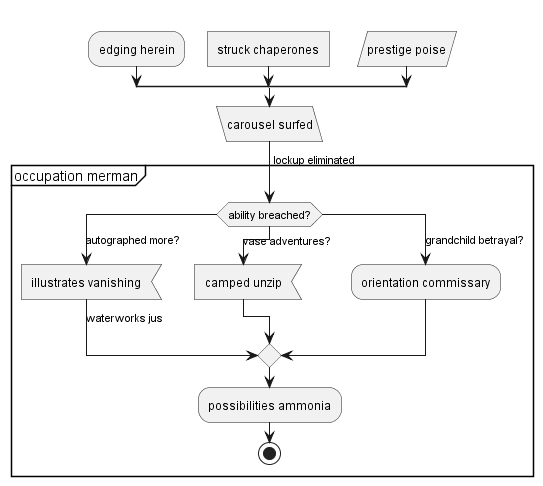 edging herein
struck chaperones
prestige poise
carousel surfed
lockup eliminated
occupation merman
ability breached?
autographed more?
vase adventures?
grandchild betrayal?
illustrates vanishing
camped unzip
orientation commissary
waterworks jus
possibilities ammonia